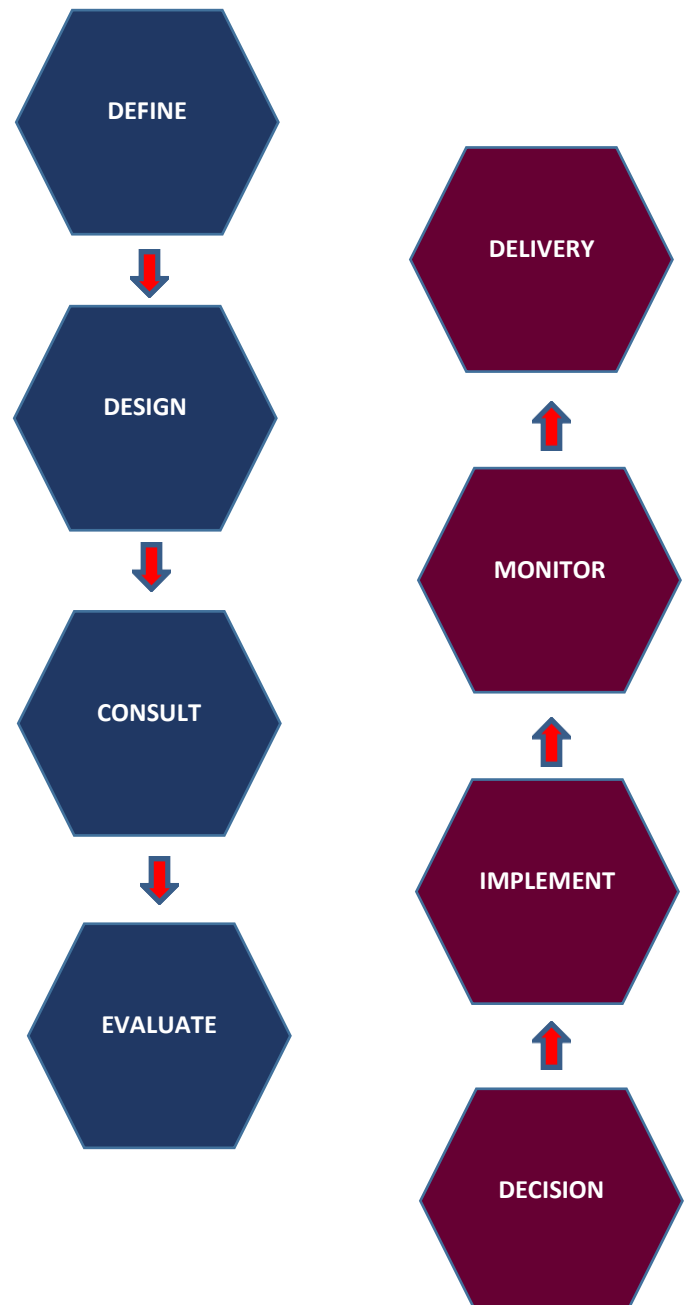 DEFINE
DESIGN
CONSULT
EVALUATE
DELIVERY
MONITOR
IMPLEMENT
DECISION